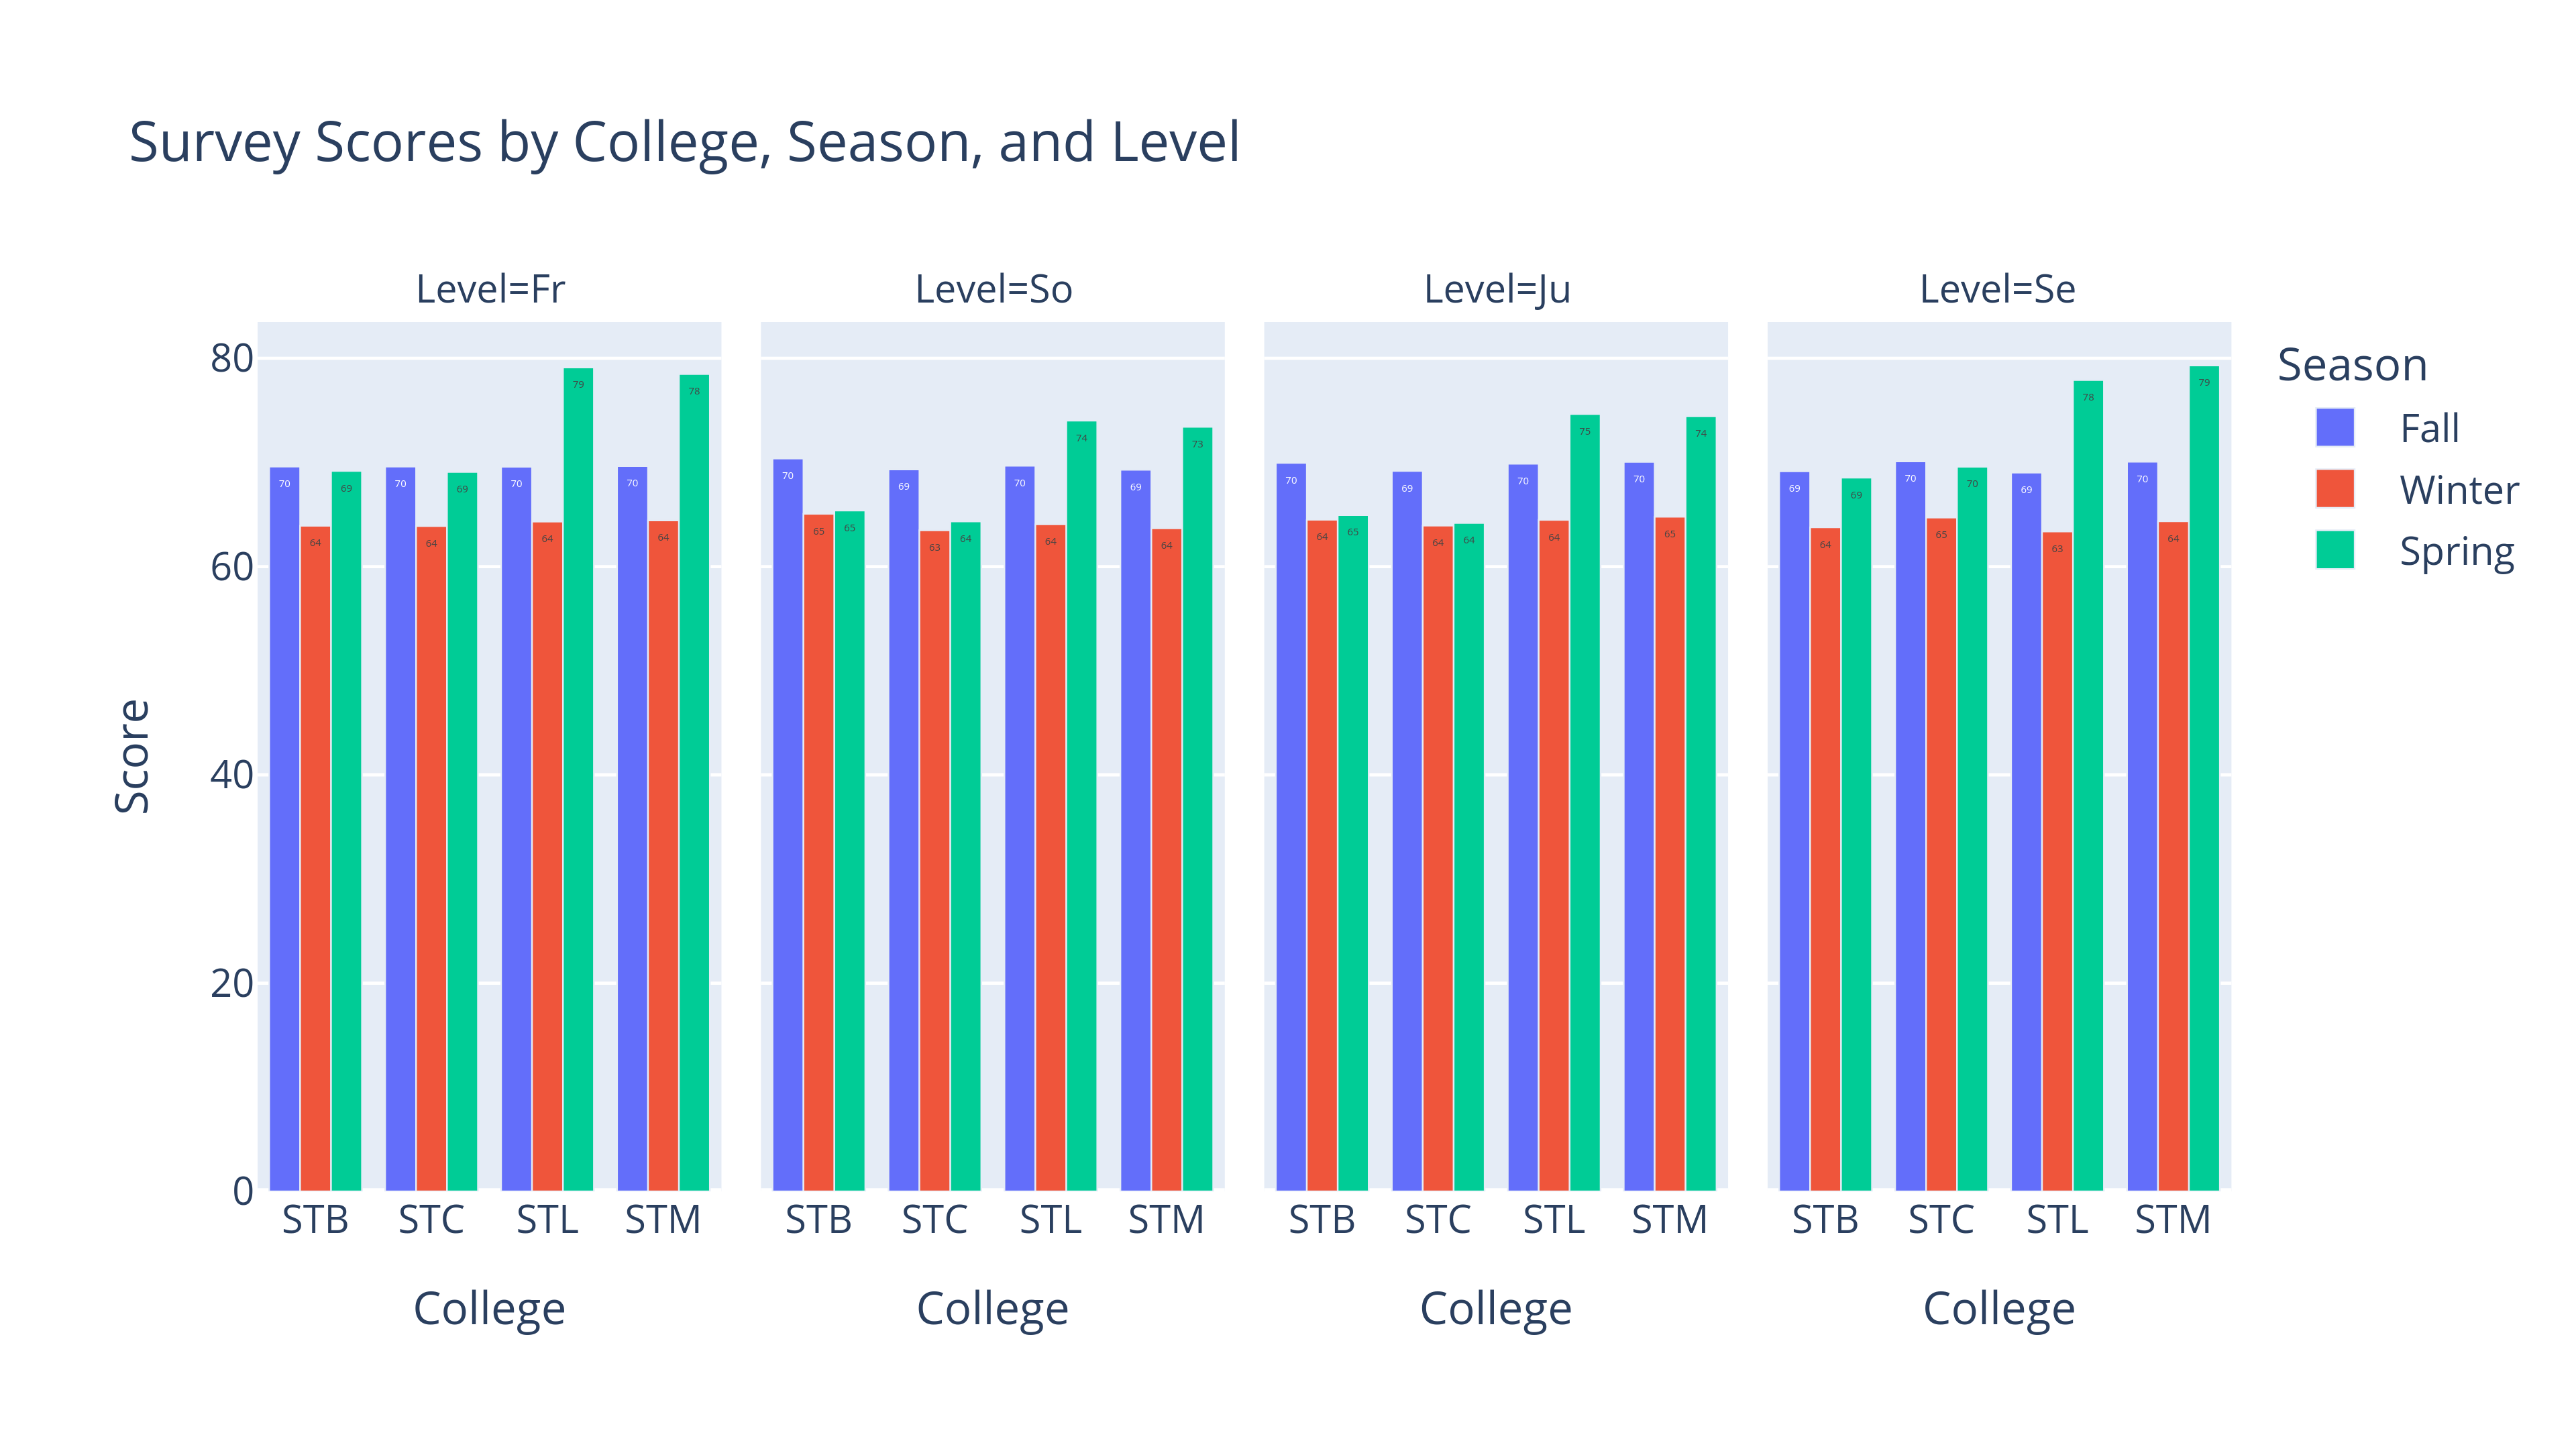 Survey Scores by College, Season, and Level
Level=Fr
Level=So
Level=Ju
Level=Se
Season
Fall
Winter
Spring
Score
80
60
40
20
0
70 64 69 70 64 69 70 64 79 70 64 78
70 65 65 69 63 64 70 64 74 69 64 73
70 64 65 69 64 64 70 64 75 70 65 74
69 64 69 70 65 70 69 63 78 70 64 79
STB STC STL STM
STB STC STL STM
STB STC STL STM
STB STC STL STM
College
College
College
College